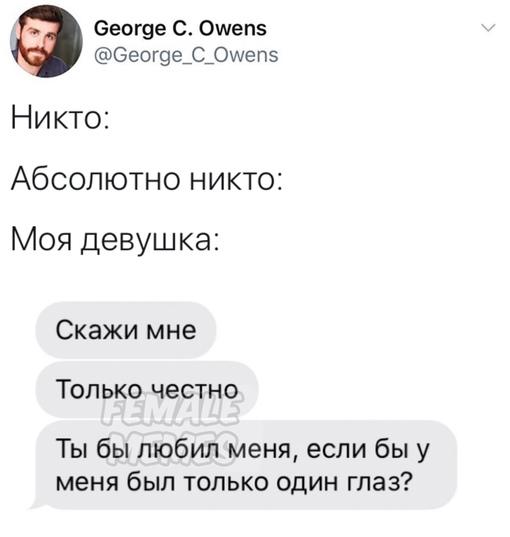 George C. Owens
@George_C_Owens
Никто:
Абсолютно никто:
Моя девушка:
Скажи мне
Только честно
FEMALE
MEMES
Ты бы любил меня, если бы у
меня был только один глаз?